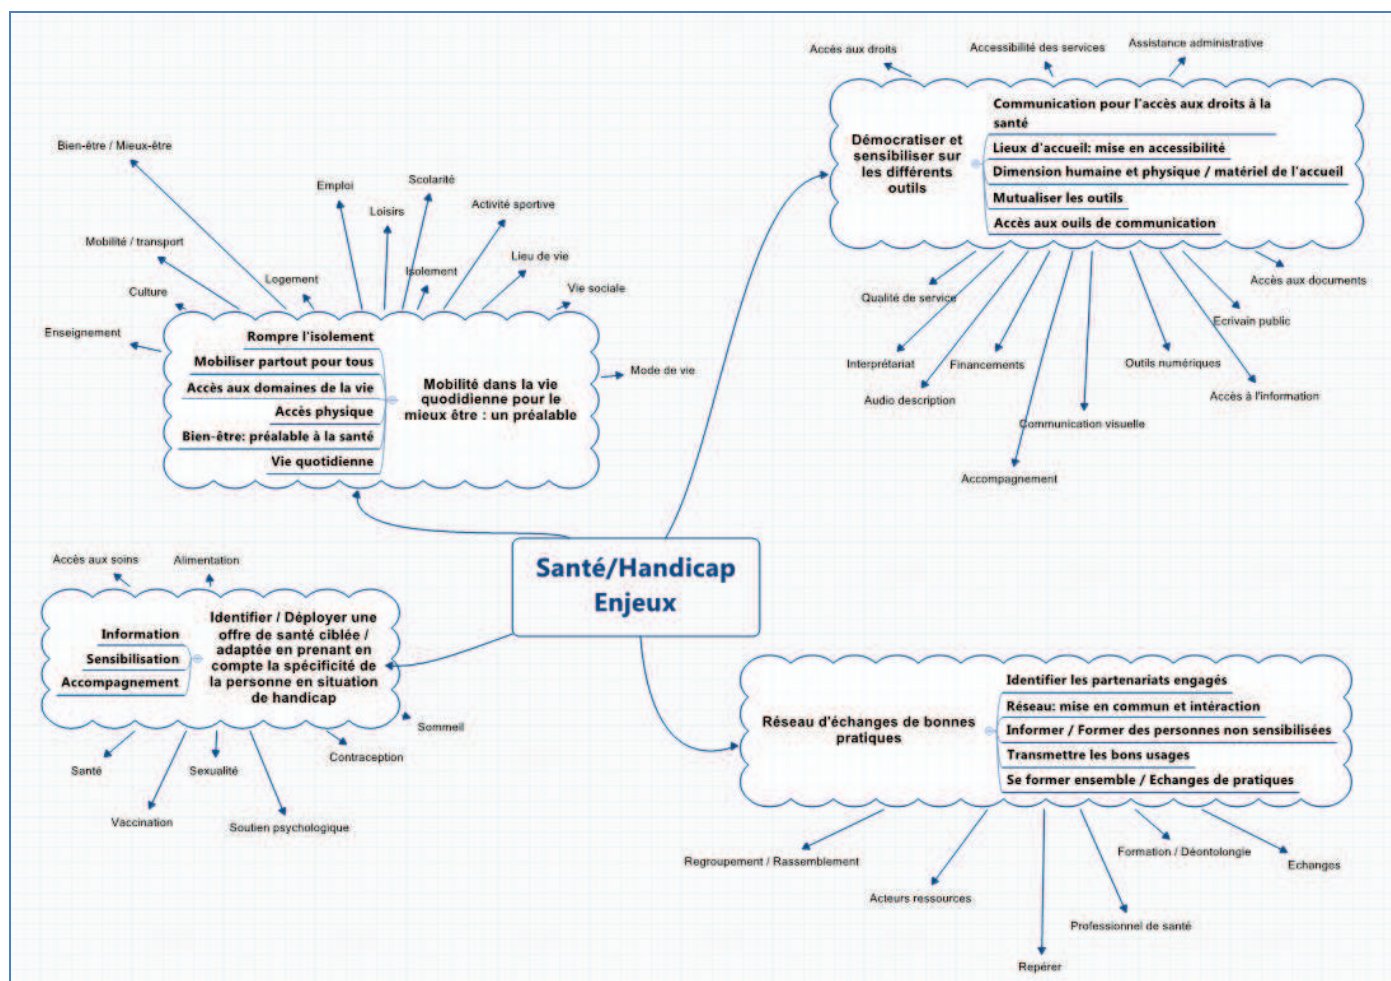 Accès aux droits
Accessibilité des services
Assistance administrative
Communication pour l'accès aux droits à la
santé
Démocratiser et
sensibiliser sur
les différents
outils
Lieux d'accueil: mise en accessibilité
Dimension humaine et physique / matériel de l'accueil
Mutualiser les outils
Accès aux ouils de communication
Qualité de service
Interprétariat
Audio description
Financements
Communication visuelle
Accompagnement
Outils numériques
Accès à l'information
Ecrivain public
Accès aux documents
Bien-être / Mieux-être
Mobilité / transport
Culture
Enseignement
Logement
Emploi
Loisirs
Scolarité
Isolement
Activité sportive
Lieu de vie
Vie sociale
Mode de vie
Rompre l'isolement
Mobiliser partout pour tous
Accès aux domaines de la vie
Accès physique
Bien-être: préalable à la santé
Vie quotidienne
Mobilité dans la vie
quodidienne pour le
mieux être : un préalable
Santé/Handicap
Enjeux
Accès aux soins
Alimentation
Information
Sensibilisation
Accompagnement
Identifier / Déployer une
offre de santé ciblée /
adaptée en prenant en
compte la spécificité de
la personne en situation
de handicap
Sommeil
Contraception
Santé
Sexualité
Vaccination
Soutien psychologique
Réseau d'échanges de bonnes
pratiques
Identifier les partenariats engagés
Réseau: mise en commun et intéraction
Informer / Former des personnes non sensibilisées
Transmettre les bons usages
Se former ensemble / Echanges de pratiques
Regroupement / Rassemblement
Acteurs ressources
Repérer
Professionnel de santé
Formation / Déontolongie
Echanges